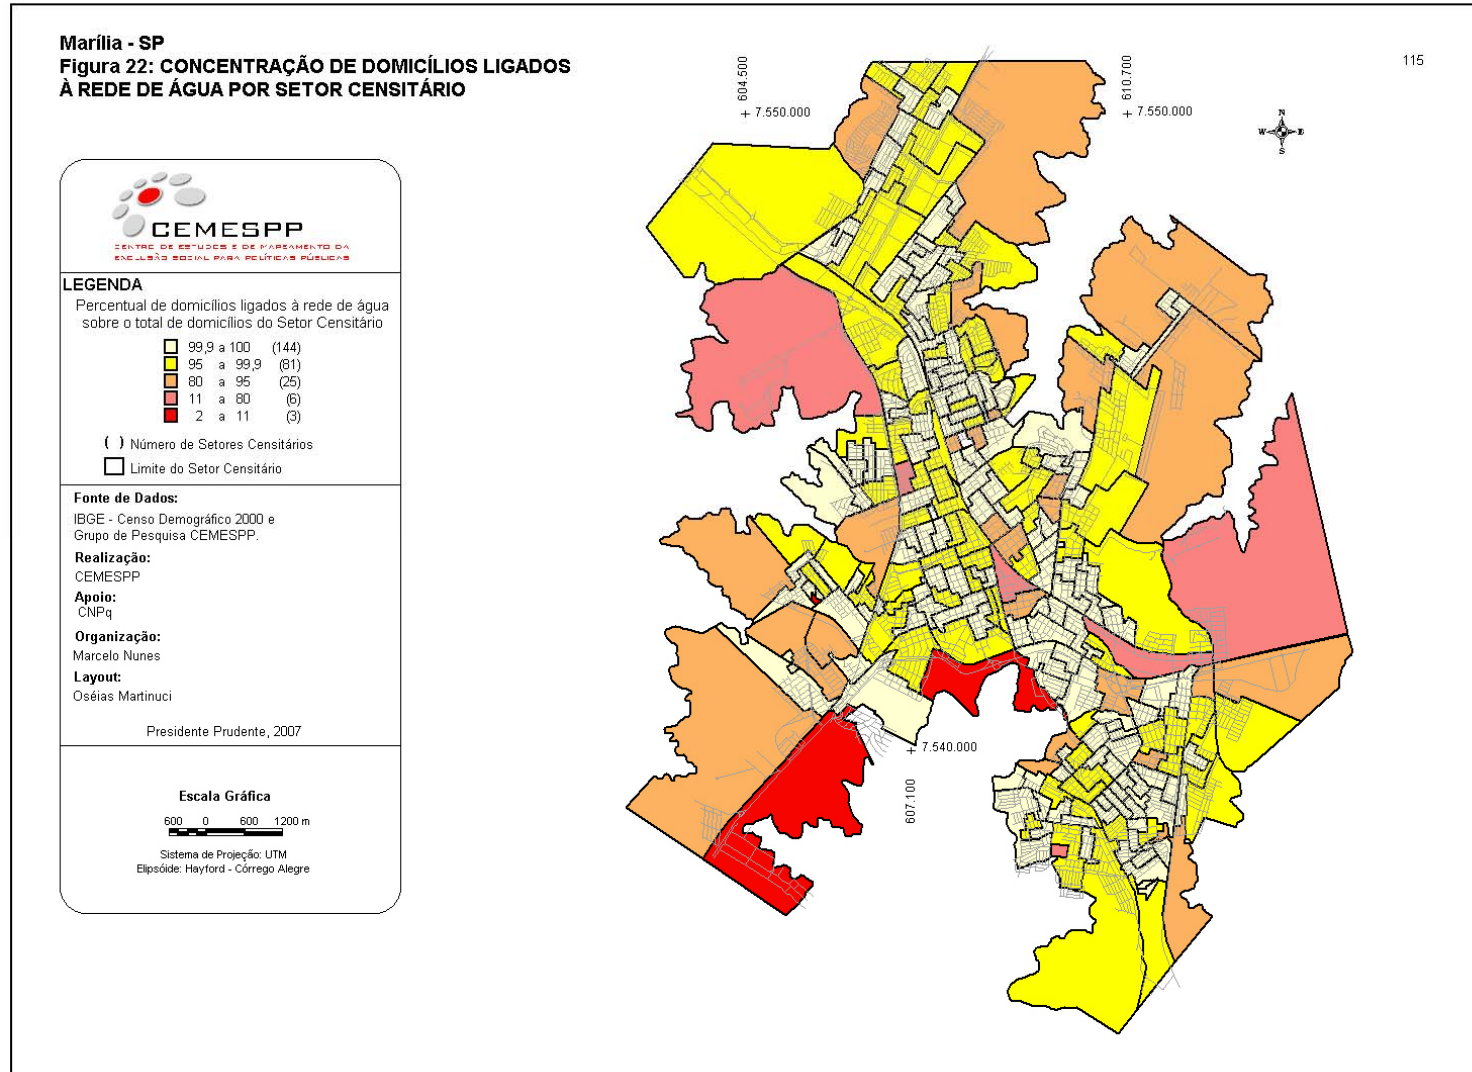 Marília - SP
Figura 22: CONCENTRAÇÃO DE DOMICÍLIOS LIGADOS
À REDE DE ÁGUA POR SETOR CENSITÁRIO
115
604.500
+ 7.550.000
610.700
+ 7.550.000
N
W E
S
CEMESPP
CENTRO DE ESTUDOS E DE MAPEAMENTO DA
EXCLUSÃO SOCIAL PARA POLÍTICAS PÚBLICAS
LEGENDA
Percentual de domicílios ligados à rede de água
sobre o total de domicílios do Setor Censitário
99,9 a 100 (144)
95 a 99,9 (81)
80 a 95 (25)
11 a 80 (6)
2 a 11 (3)
( ) Número de Setores Censitários
Limite do Setor Censitário
Fonte de Dados:
IBGE - Censo Demográfico 2000 e
Grupo de Pesquisa CEMESPP.
Realização:
CEMESPP
Apoio:
CNPq
Organização:
Marcelo Nunes
Layout:
Oséias Martinuci
Presidente Prudente, 2007
+ 7.540.000
607.100
Escala Gráfica
600 0 600 1200 m
Sistema de Projeção: UTM
Elipsóide: Hayford - Córrego Alegre